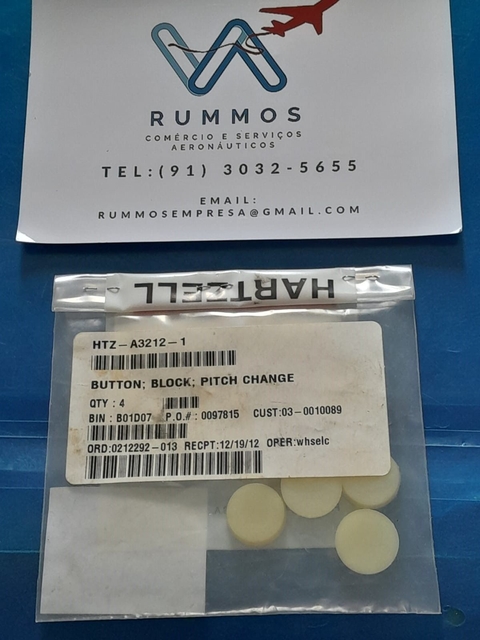 RUMMOS
COMÉRCIO E SERVIÇOS
AERONÁUTICOS
TEL:(91) 3032-5655
EMAIL:
RUMMOSEMPRESA@GMAIL.COM
HARTZELL
HTZ-A3212-1
BUTTON; BLOCK; PITCH CHANGE
QTY : 4
BIN : B01D07 P.O.# : 0097815 CUST:03-0010089
ORD:0212292-013 RECPT:12/19/12 OPER:whselc